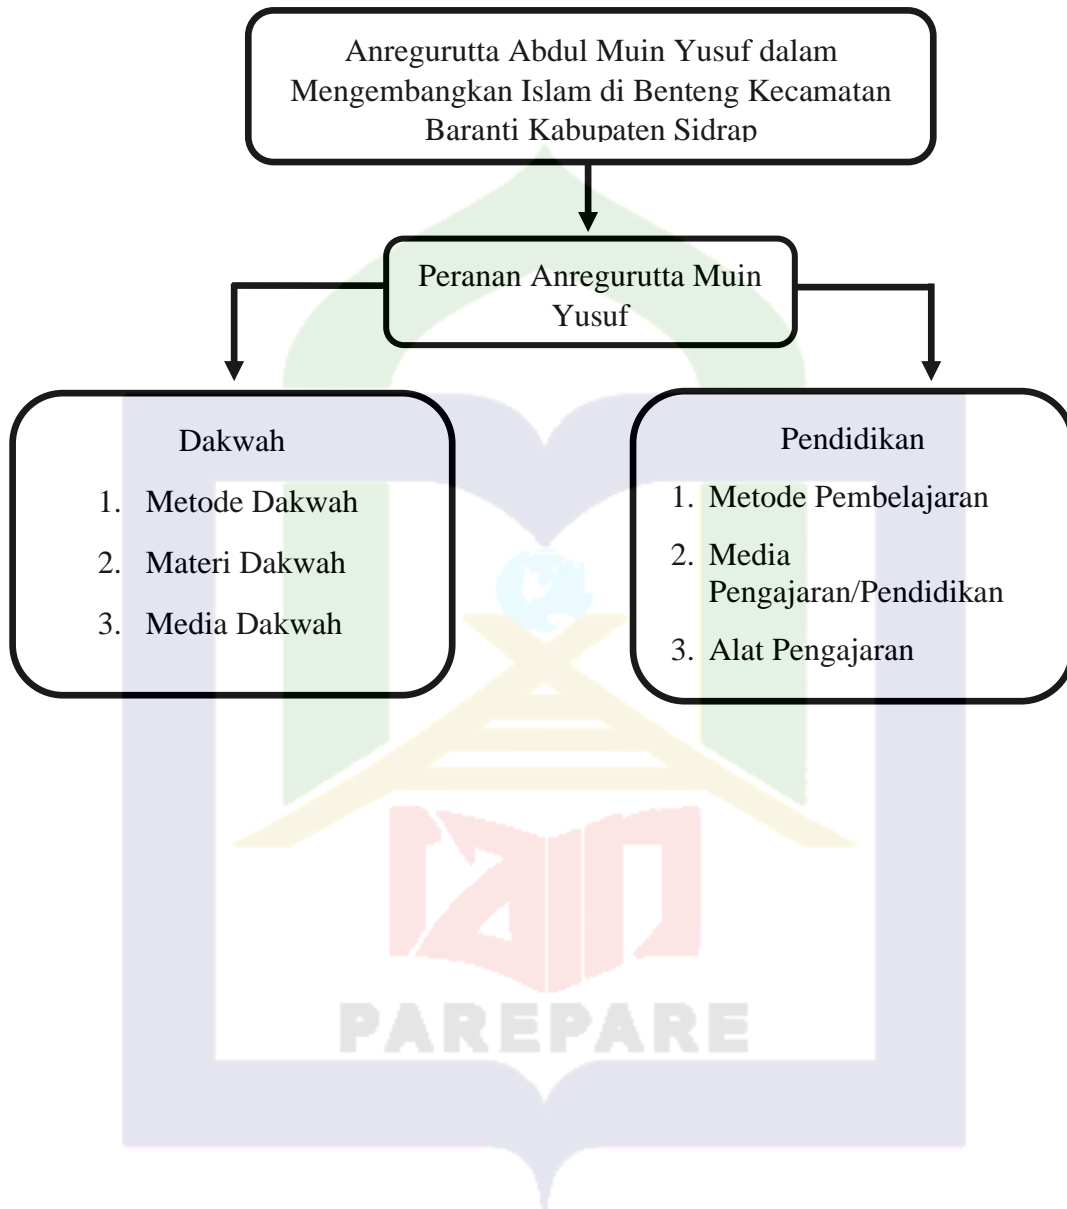 Anregurutta Abdul Muin Yusuf dalam
Mengembangkan Islam di Benteng Kecamatan
Baranti Kabupaten Sidrap
Peranan Anregurutta Muin
Yusuf
Dakwah
1. Metode Dakwah
2. Materi Dakwah
3. Media Dakwah
Pendidikan
1. Metode Pembelajaran
2. Media
Pengajaran/Pendidikan
3. Alat Pengajaran
iain
PAREPARE